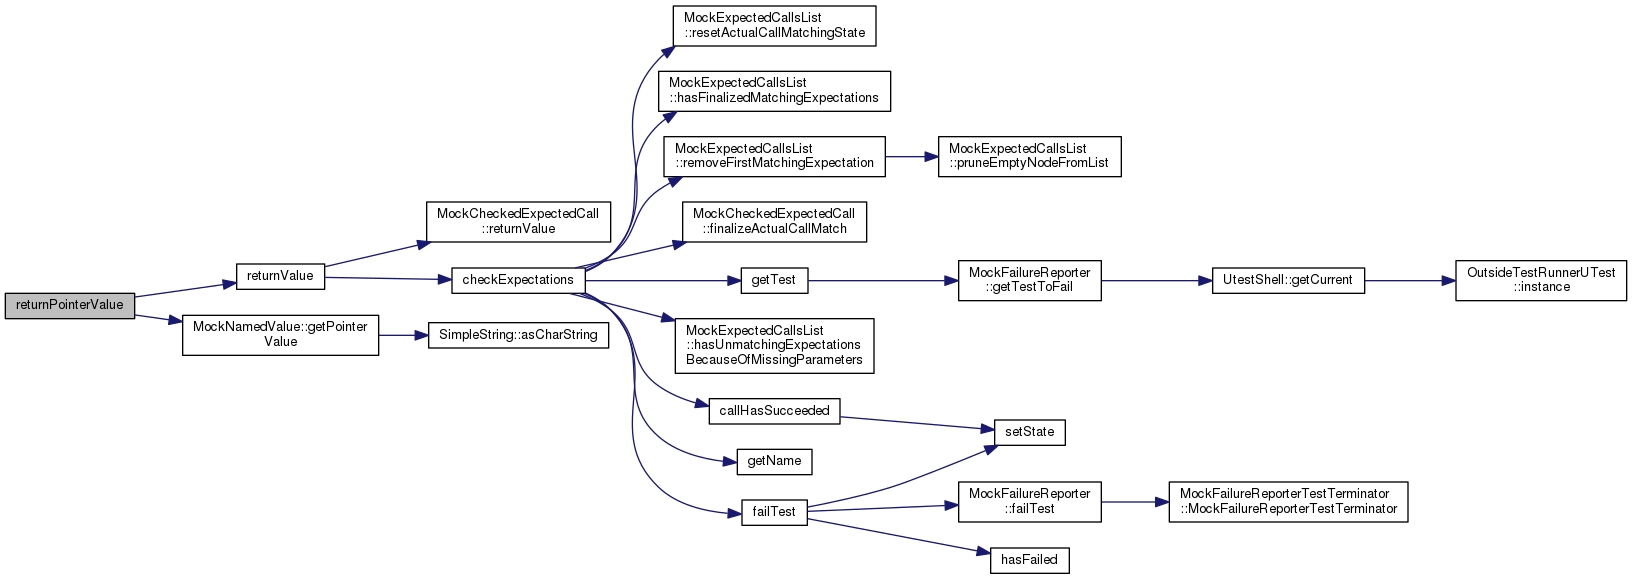 MockExpectedCallsList
::resetActualCallMatchingState
MockExpectedCallsList
::hasFinalizedMatchingExpectations
MockExpectedCallsList
::removeFirstMatchingExpectation
MockExpectedCallsList
::pruneEmptyNodeFromList
MockCheckedExpectedCall
::returnValue
MockCheckedExpectedCall
::finalizeActualCallMatch
returnPointerValue
returnValue
checkExpectations
getTest
MockFailureReporter
::getTestToFail
UtestShell::getCurrent
OutsideTestRunnerUTest
::instance
MockNamedValue::getPointer
Value
SimpleString::asCharString
MockExpectedCallsList
::hasUnmatchingExpectations
BecauseOfMissingParameters
callHasSucceeded
setState
getName
failTest
MockFailureReporter
::failTest
MockFailureReporterTestTerminator
::MockFailureReporterTestTerminator
hasFailed